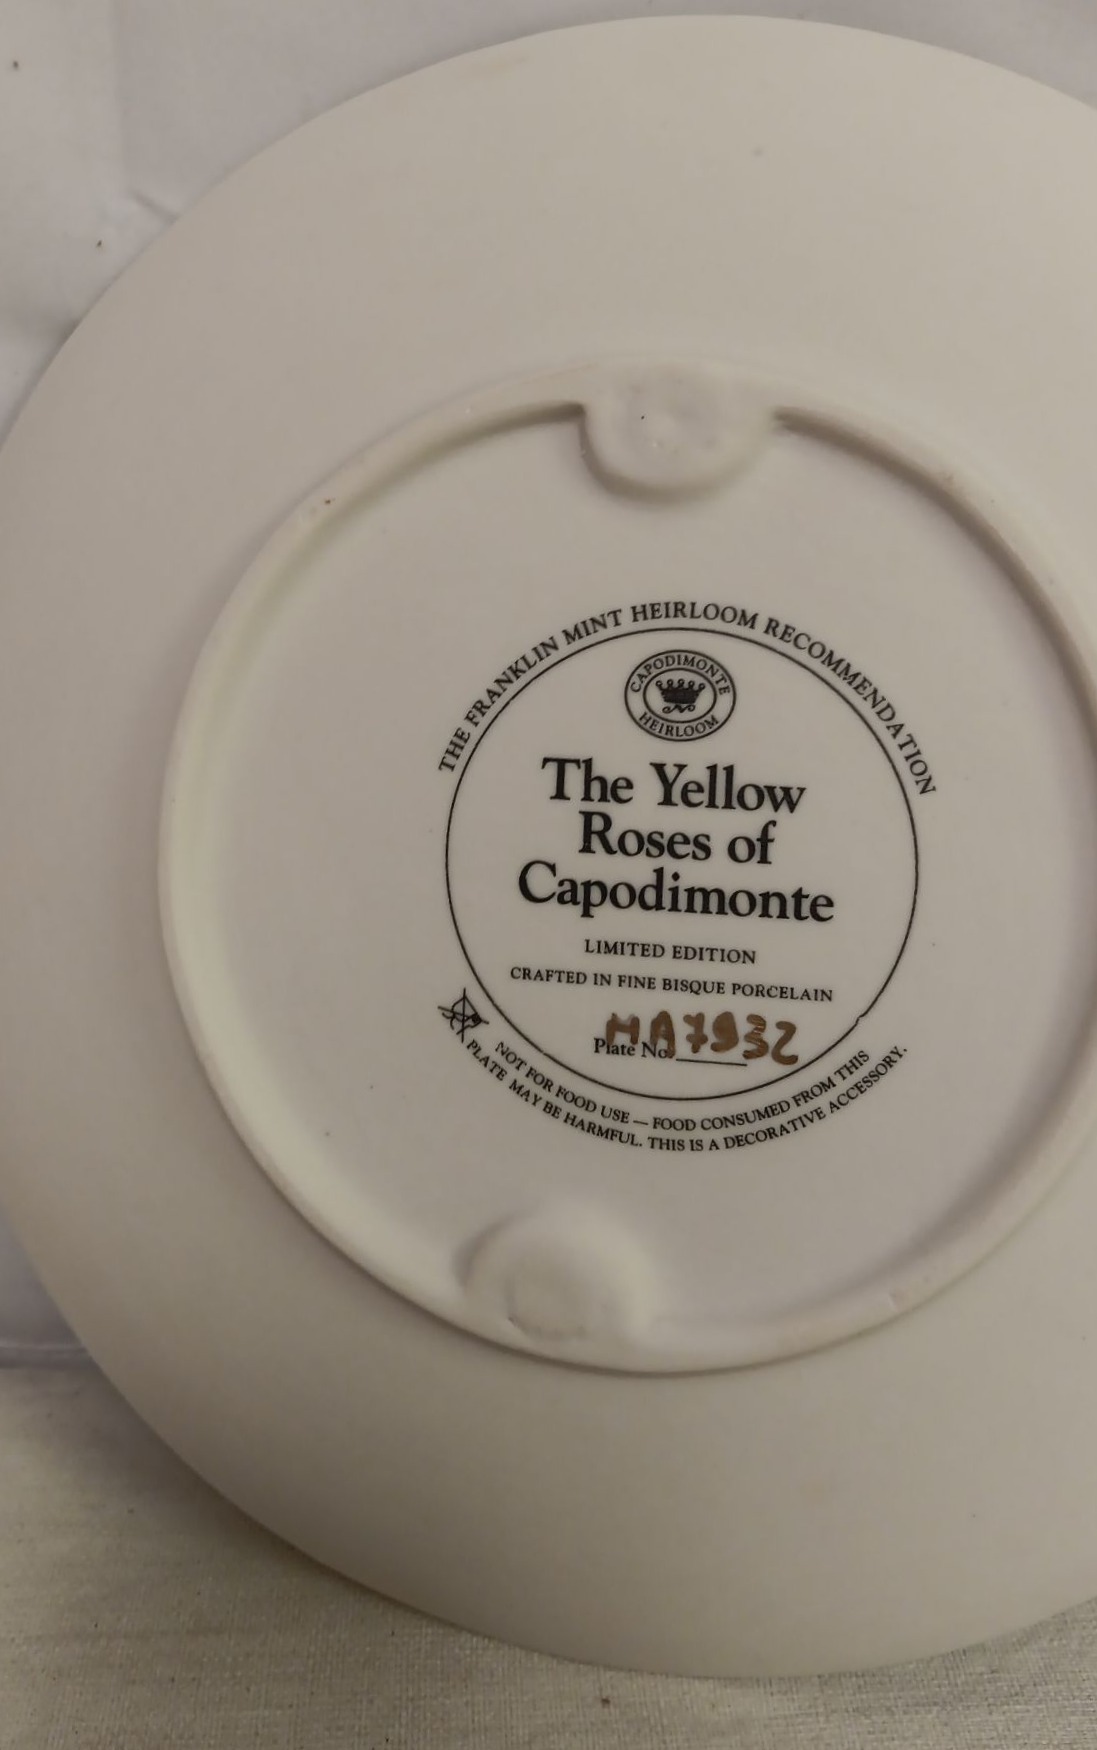 THE FRANKLIN MINT HEIRLOOM RECOMMENDATION
CAPODIMONTE
N
HEIRLOOM
The Yellow
Roses of
Capodimonte
LIMITED EDITION
CRAFTED IN FINE BISQUE PORCELAIN
Plate No. HA7932
NOT FOR FOOD USE — FOOD CONSUMED FROM THIS
PLATE MAY BE HARMFUL. THIS IS A DECORATIVE ACCESSORY.